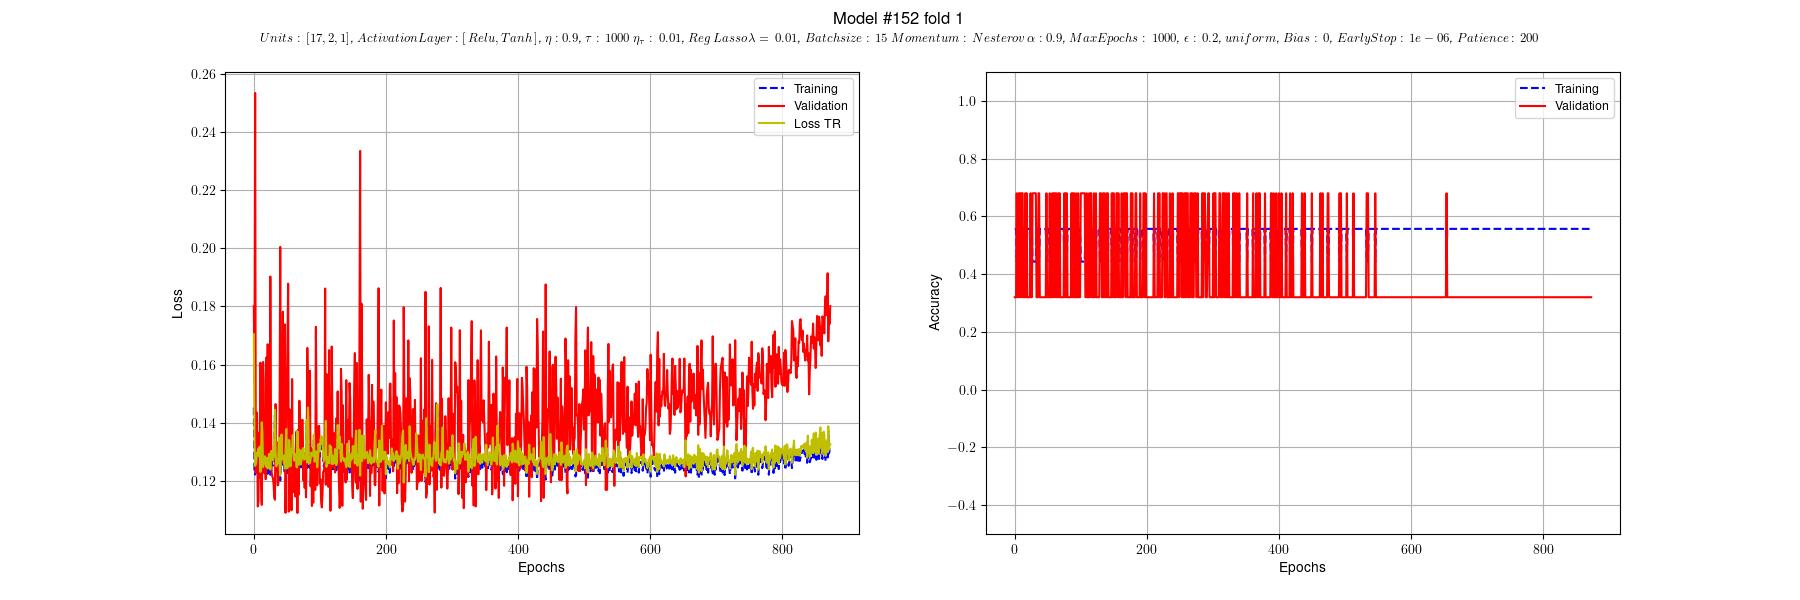 Model #152 fold 1
Units : [17, 2, 1], ActivationLayer : [ Relu, Tanh ], η : 0.9, τ : 1000 η_τ : 0.01, Reg Lassoλ = 0.01, Batchsize : 15 Momentum : Nesterov α : 0.9, MaxEpochs : 1000, ϵ : 0.2, uniform, Bias : 0, EarlyStop : 1e − 06, Patience : 200
0.26
0.24
0.22
0.20
0.18
0.16
0.14
0.12
Loss
0 200 400 600 800
Epochs
Training
Validation
Loss TR
1.0
0.8
0.6
0.4
0.2
0.0
−0.2
−0.4
Accuracy
0 200 400 600 800
Epochs
Training
Validation